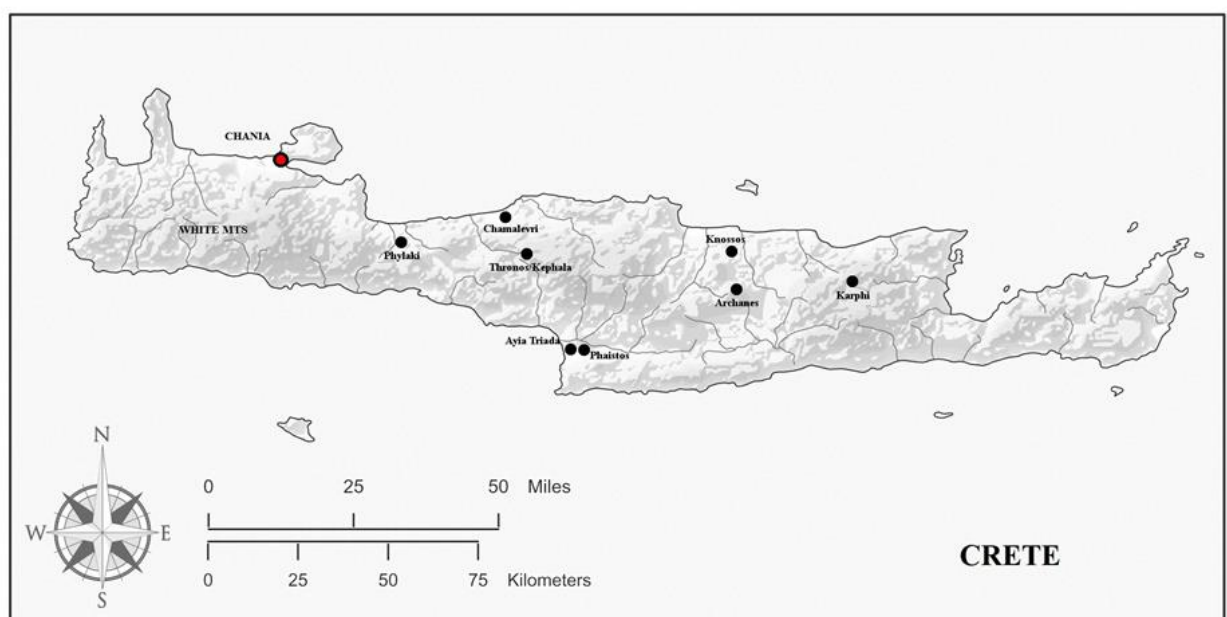 CHANIA
WHITE MTS
Chamalevri
Phylaki
Knossos
Thronos/Kephala
Karphi
Archanes
Ayia Triada
Phaistos
N
W E
S
0 25 50 Miles
0 25 50 75 Kilometers
CRETE